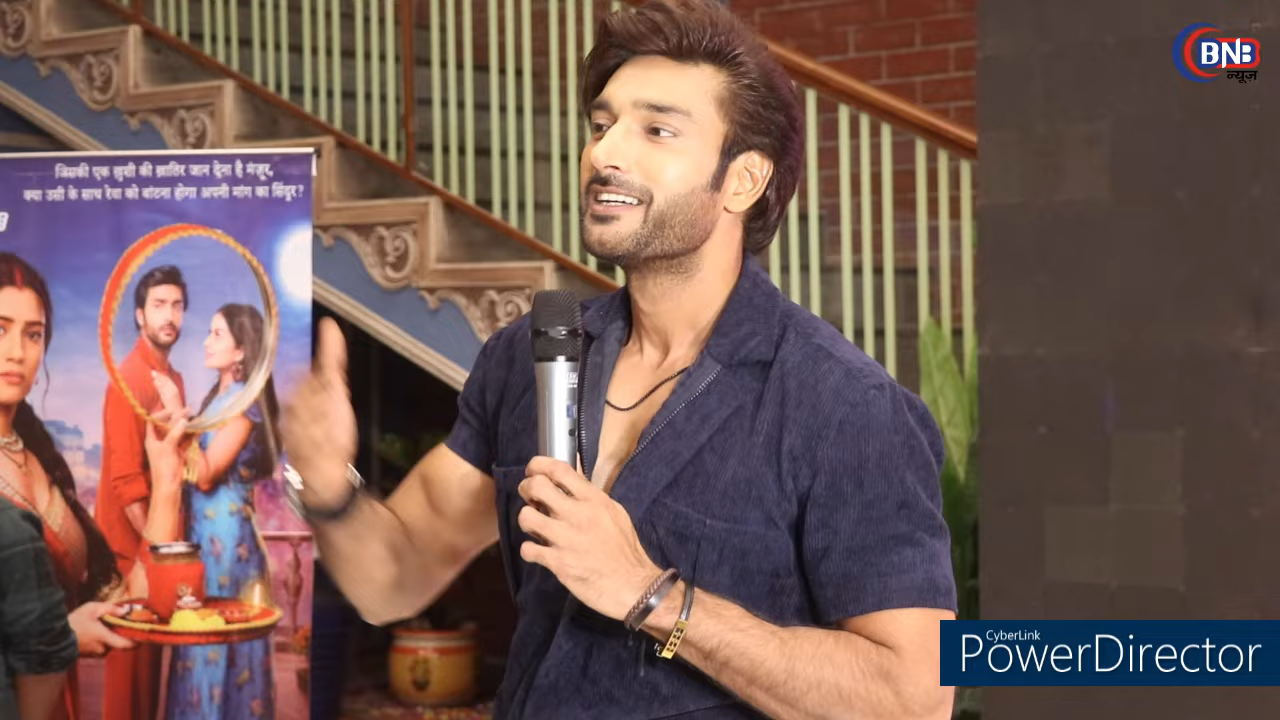 BNB
न्यूज़
जिसकी एक ख़ुशी की ख़ातिर जान देना है मंज़ूर,
क्या उसी के साथ रेवा को बांटना होगा अपनी मांग का सिंदूर?
CyberLink
PowerDirector